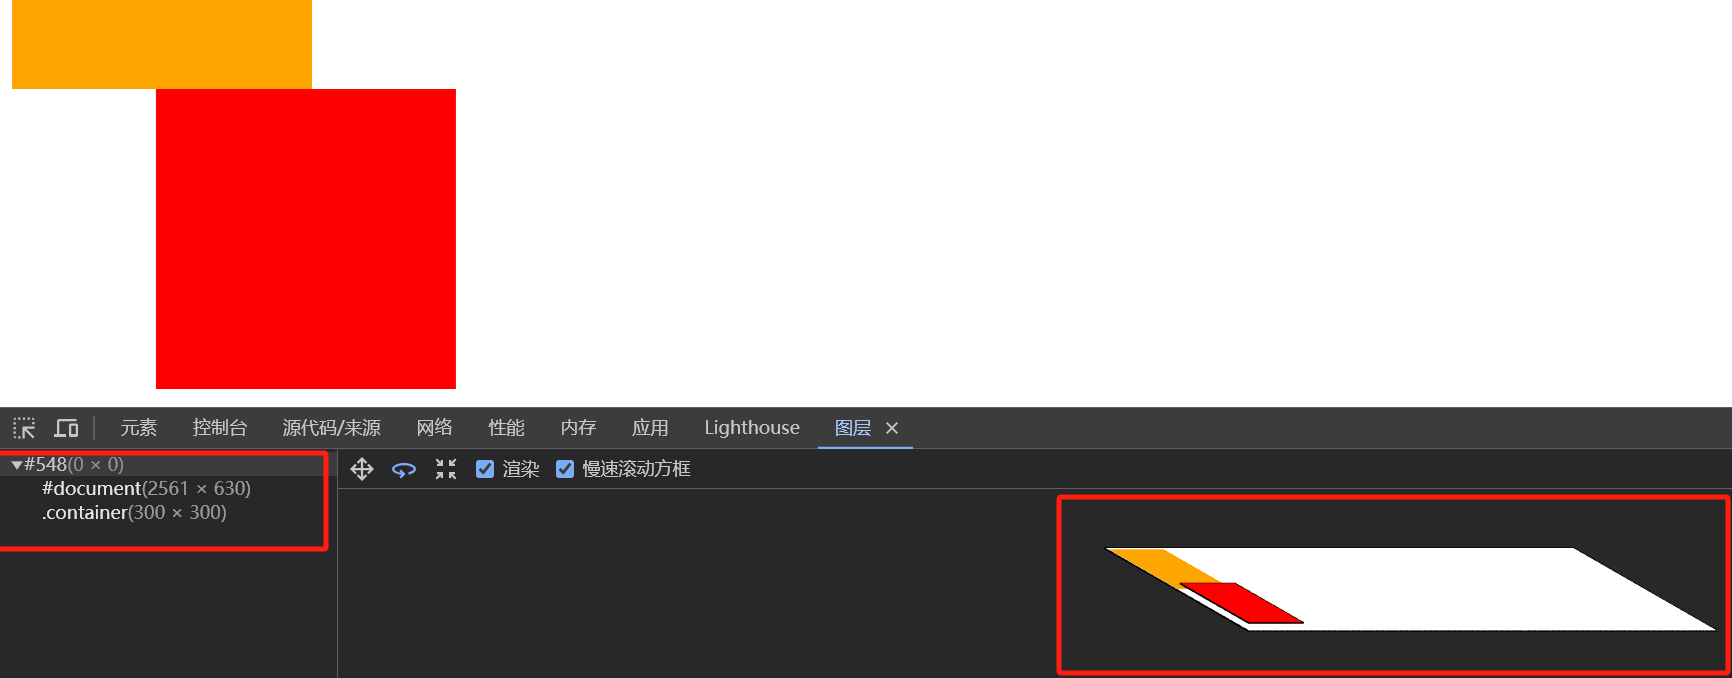 元素 控制台 源代码/来源 网络 性能 内存 应用 Lighthouse 图层 ×
▼#548(0 × 0)
渲染 慢速滚动方框
#document(2561 × 630)
.container(300 × 300)